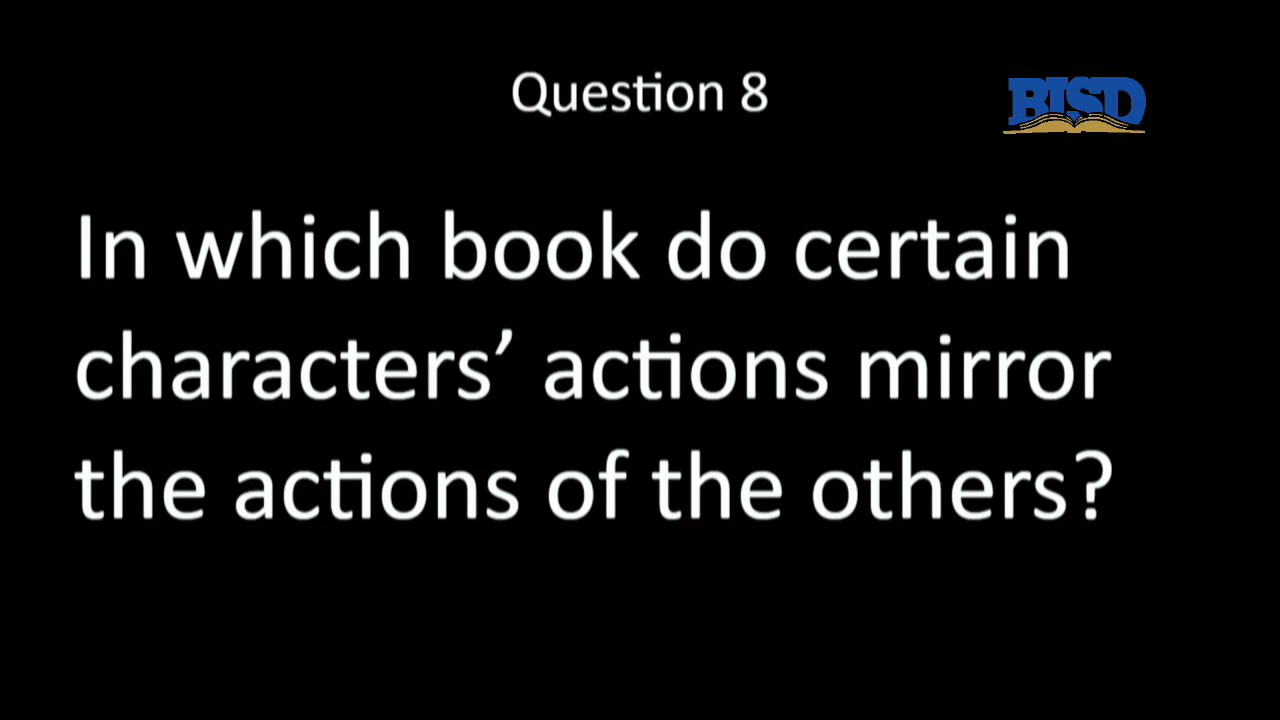 Question 8
BISD
In which book do certain
characters’ actions mirror
the actions of the others?